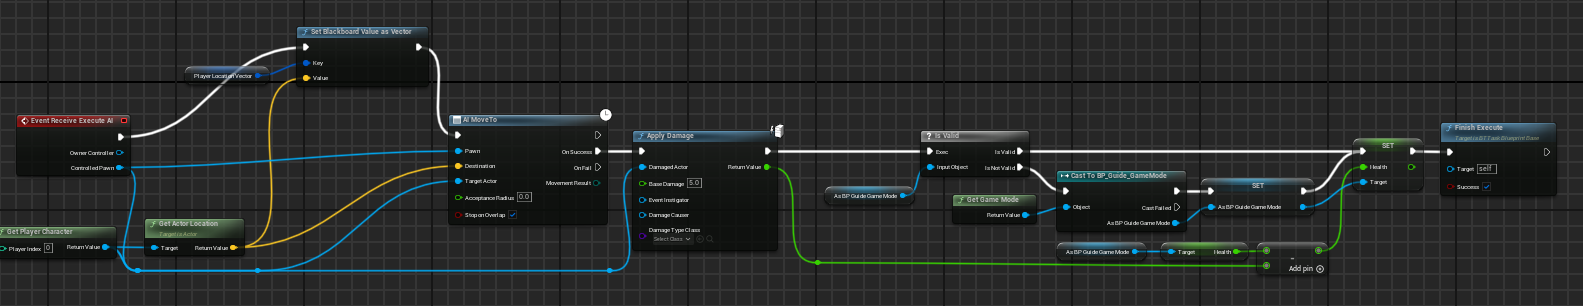 Set Blackboard Value as Vector
Key
Value
Player Location Vector
Event Receive Execute AI
Owner Controller
Controlled Pawn
Get Player Character
Player Index 0
Return Value
Get Actor Location
Target is Actor
Target
Return Value
AI MoveTo
Pawn
On Success
Destination
On Fail
Target Actor
Movement Result
Acceptance Radius 0.0
Stop on Overlap
Apply Damage
Damaged Actor
Return Value
Base Damage 5.0
Event Instigator
Damage Causer
Damage Type Class
Select Class
As BP Guide Game Mode
? Is Valid
Exec
Is Valid
Input Object
Is Not Valid
Get Game Mode
Return Value
Cast To BP_Guide_GameMode
Object
Cast Failed
As BP Guide Game Mode
SET
As BP Guide Game Mode
As BP Guide Game Mode
Target
Health
-
Add pin
SET
Health
Target
Finish Execute
Target is BTTask Blueprint Base
Target self
Success